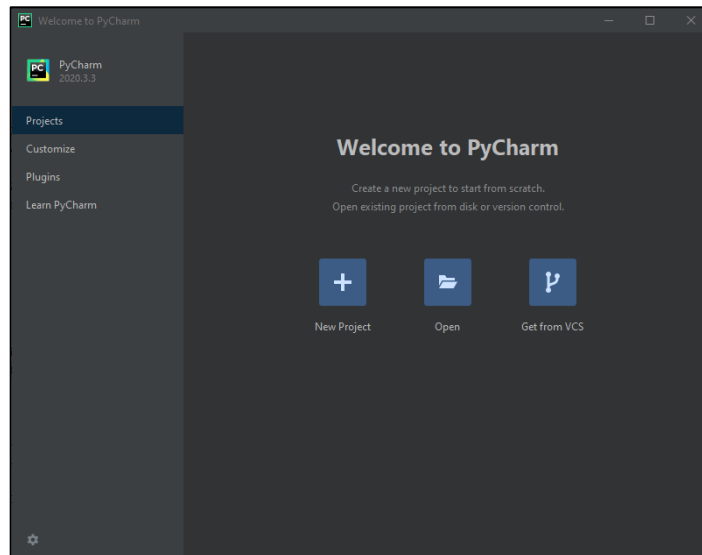 Welcome to PyCharm
PyCharm
2020.3.3
Projects
Customize
Plugins
Learn PyCharm
Welcome to PyCharm
Create a new project to start from scratch.
Open existing project from disk or version control.
New Project
Open
Get from VCS